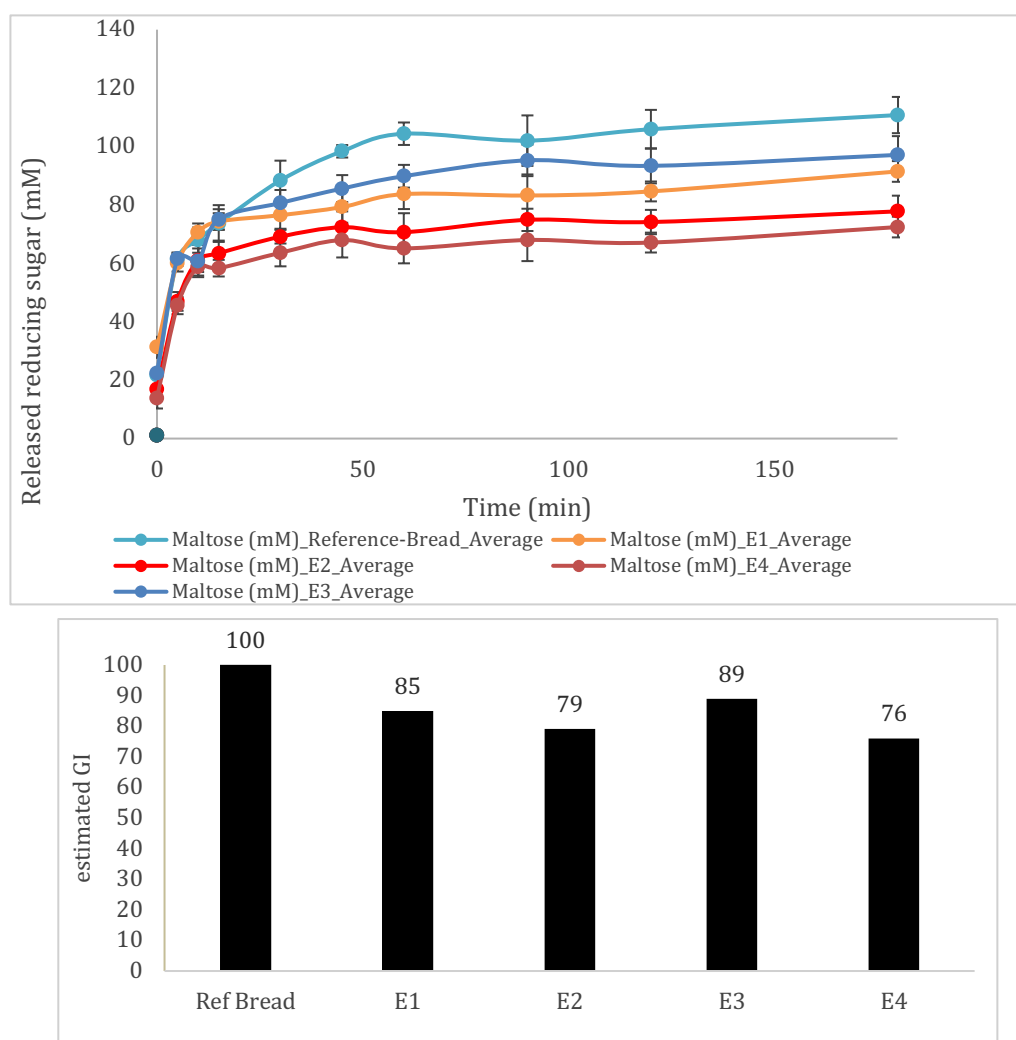 Released reducing sugar (mM)
140
120
100
80
60
40
20
0
0 50 100 150
Time (min)
Maltose (mM)_Reference-Bread_Average Maltose (mM)_E1_Average
Maltose (mM)_E2_Average Maltose (mM)_E4_Average
Maltose (mM)_E3_Average
estimated GI
100
90
80
70
60
50
40
30
20
10
0
100 85 79 89 76
Ref Bread E1 E2 E3 E4